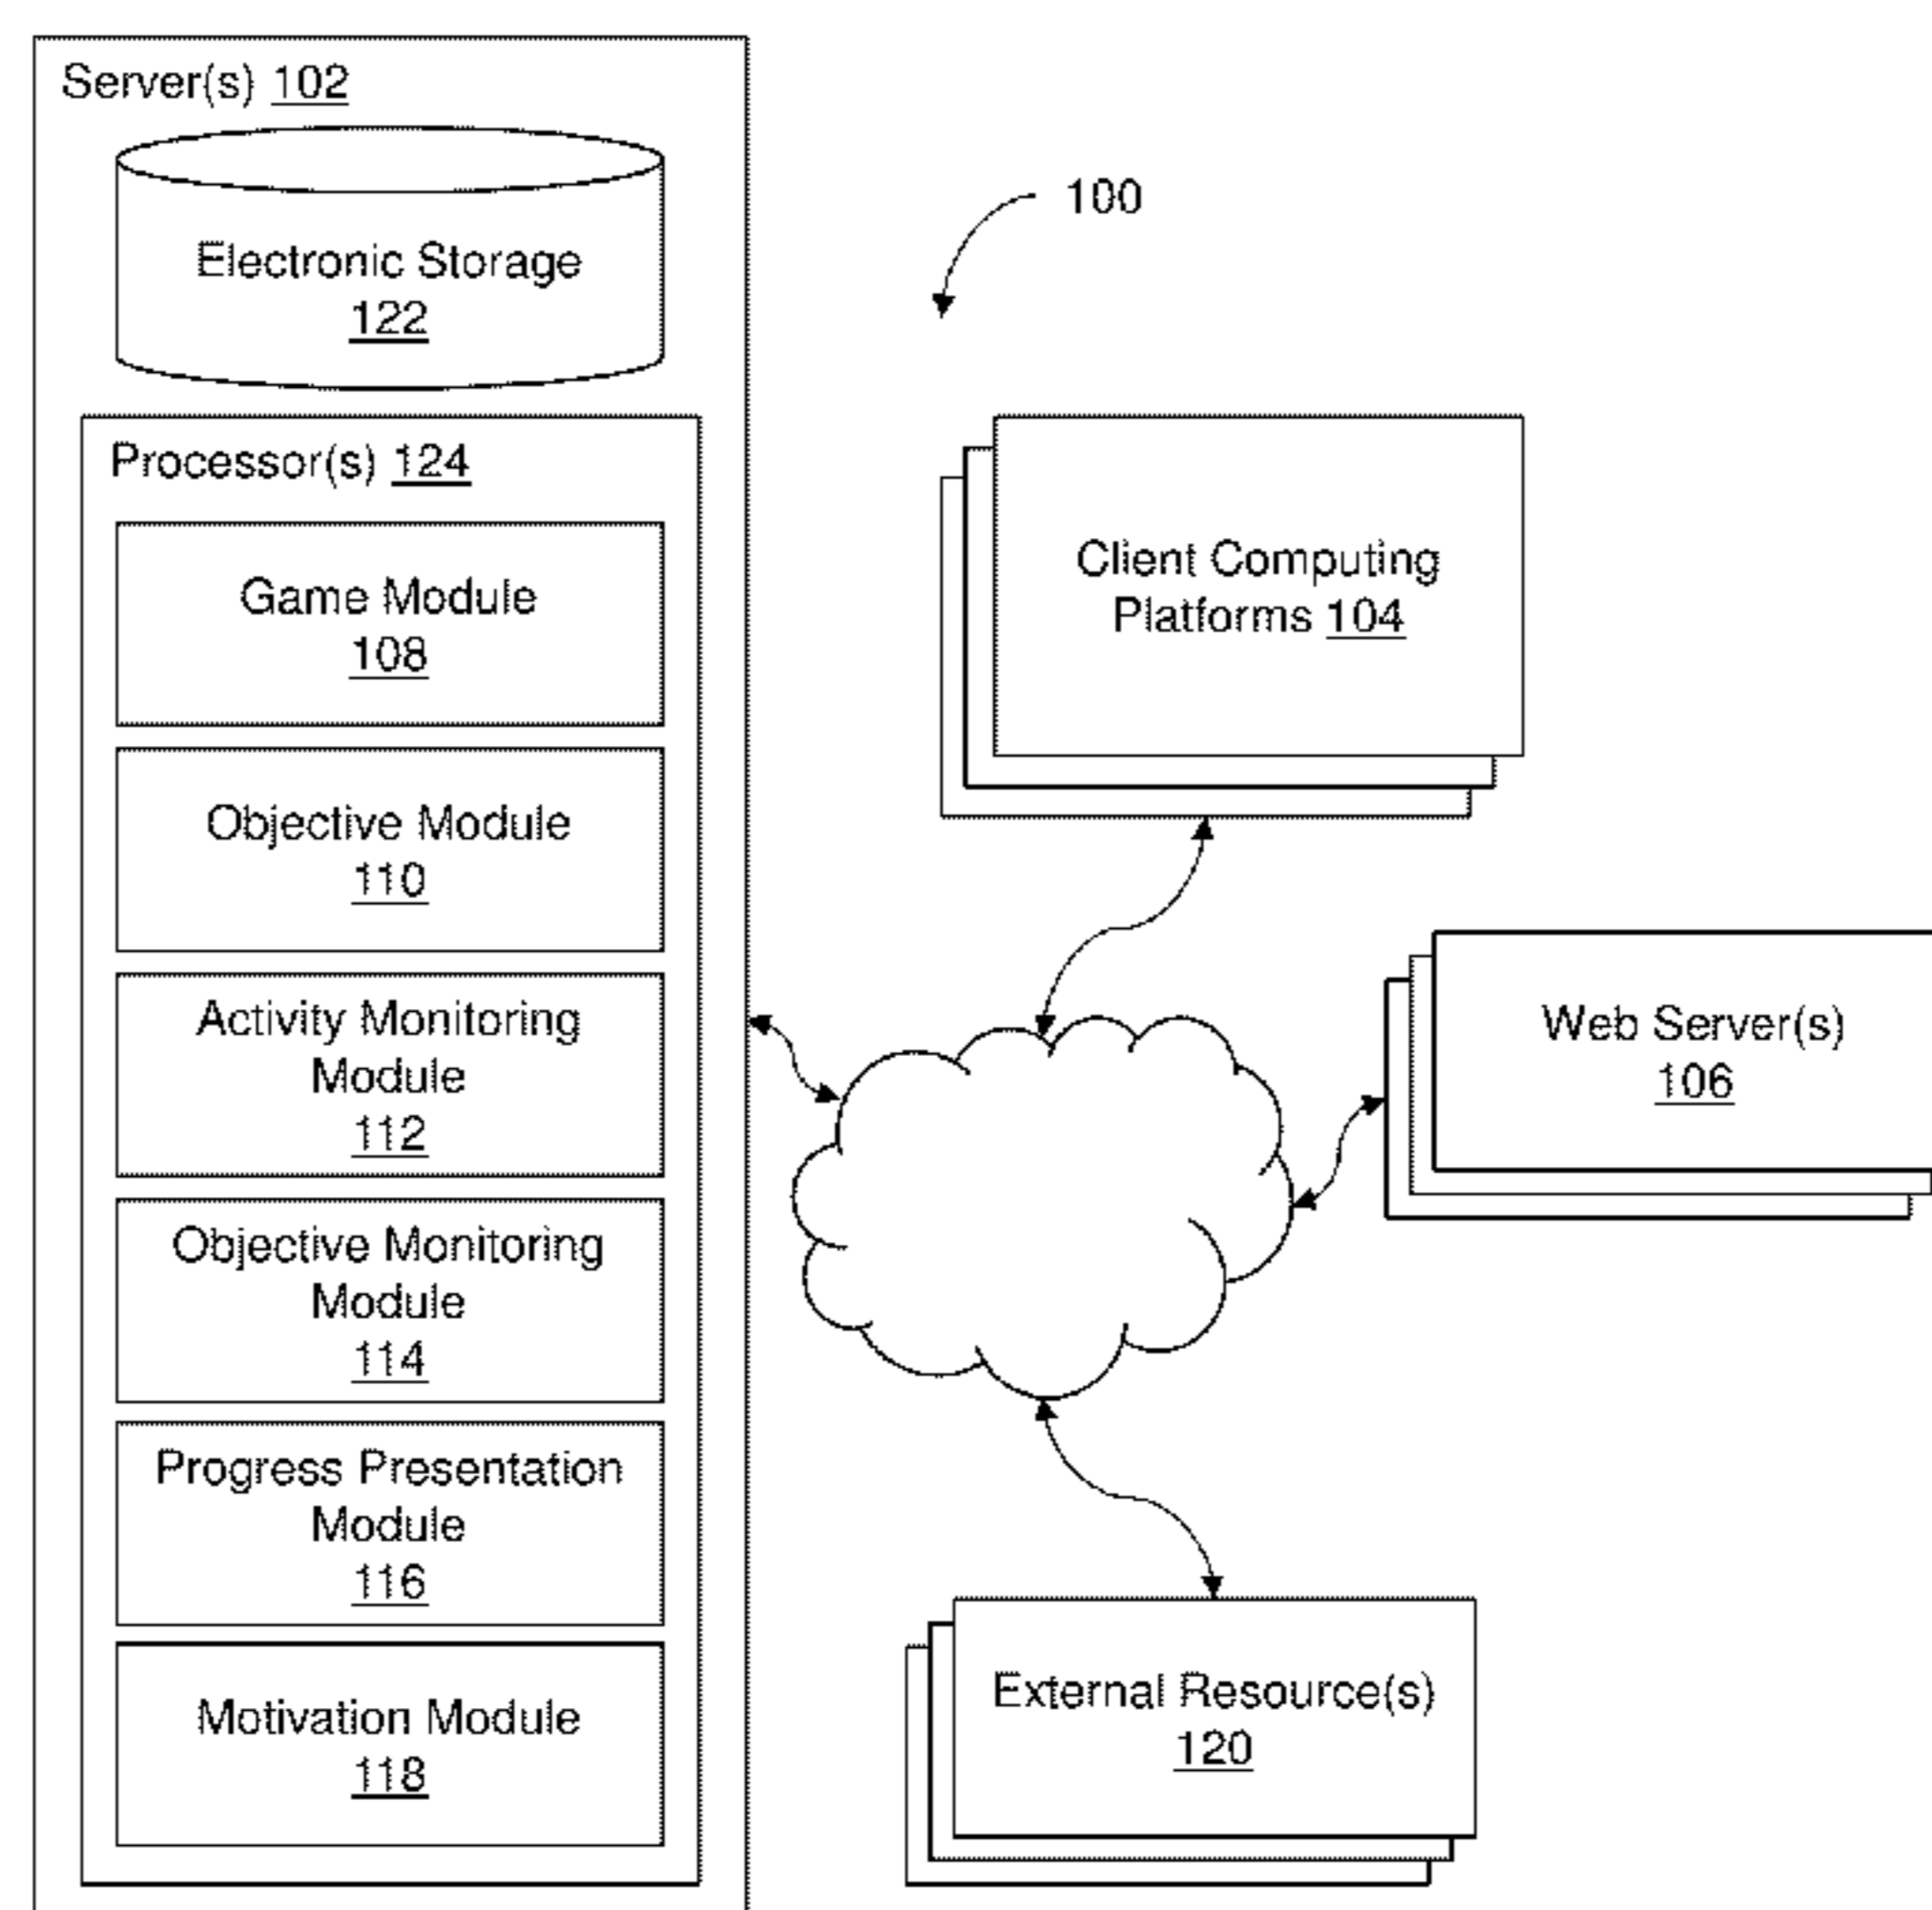 Server(s) 102
Electronic Storage
122
Processor(s) 124
Game Module
108
Objective Module
110
Activity Monitoring
Module
112
Objective Monitoring
Module
114
Progress Presentation
Module
116
Motivation Module
118
100
Client Computing
Platforms 104
Web Server(s)
106
External Resource(s)
120